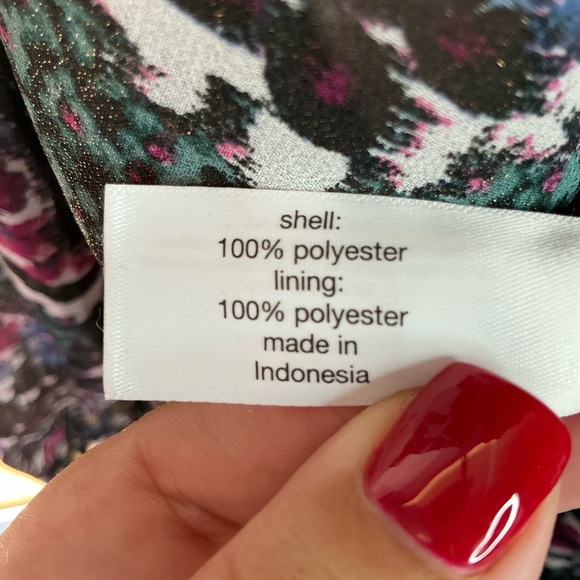 shell:
100% polyester
lining:
100% polyester
made in
Indonesia